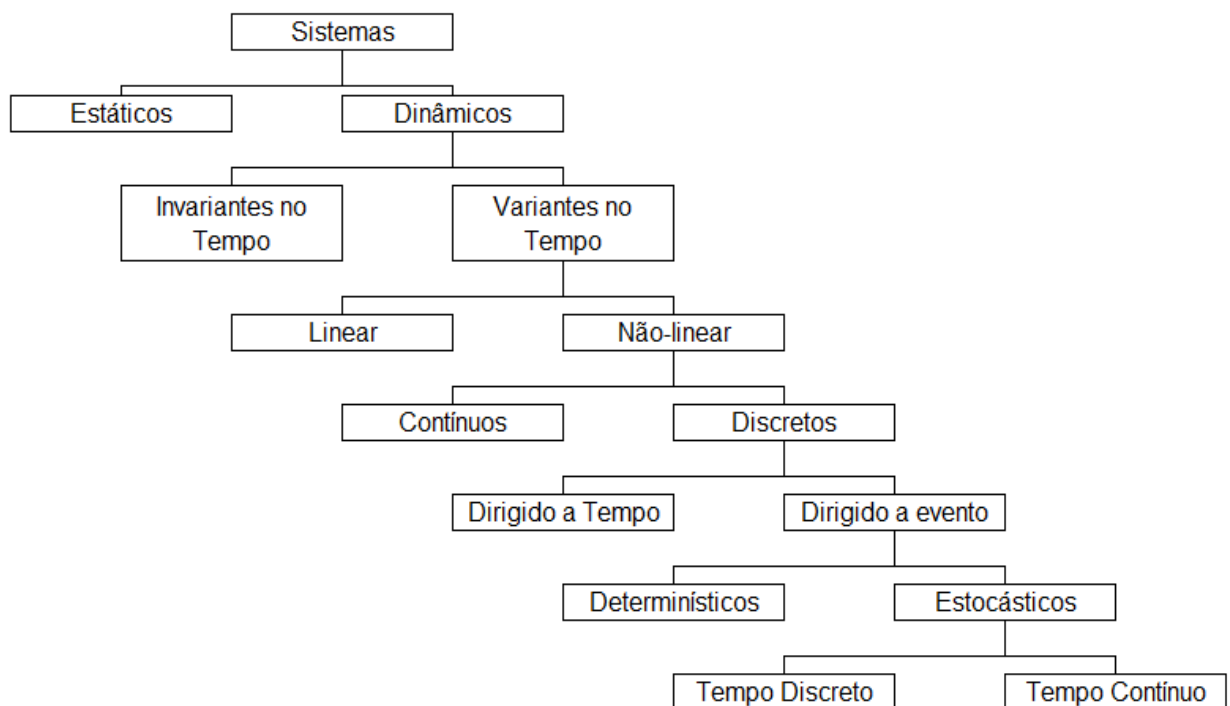 Sistemas
Estáticos
Dinâmicos
Invariantes no
Tempo
Variantes no
Tempo
Linear
Não-linear
Contínuos
Discretos
Dirigido a Tempo
Dirigido a evento
Determinísticos
Estocásticos
Tempo Discreto
Tempo Contínuo